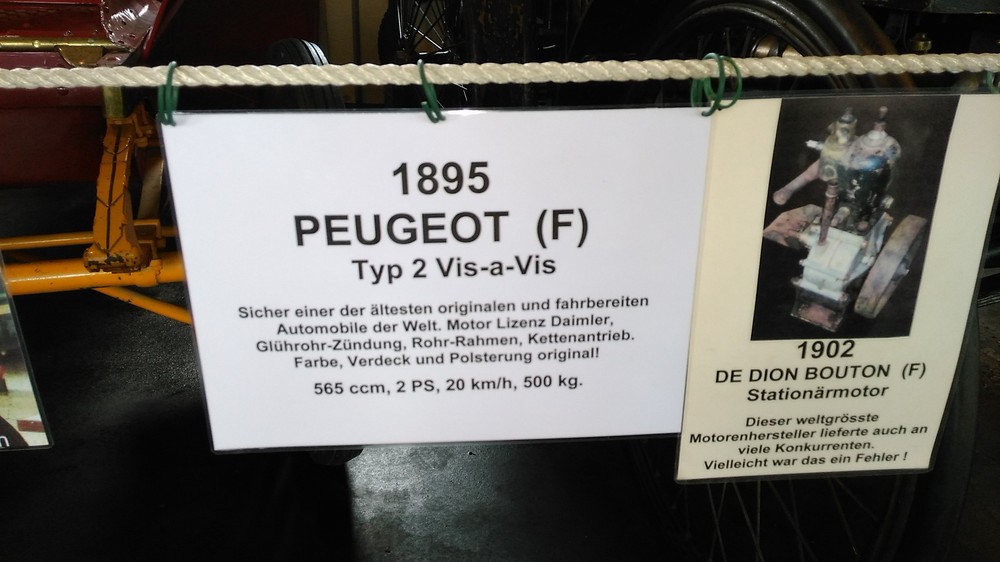 1895
PEUGEOT (F)
Typ 2 Vis-a-Vis
Sicher einer der ältesten originalen und fahrbereiten
Automobile der Welt. Motor Lizenz Daimler,
Glührohr-Zündung, Rohr-Rahmen, Kettenantrieb.
Farbe, Verdeck und Polsterung original!
565 ccm, 2 PS, 20 km/h, 500 kg.
1902
DE DION BOUTON (F)
Stationärmotor
Dieser weltgrösste
Motorenhersteller lieferte auch an
viele Konkurrenten.
Vielleicht war das ein Fehler !